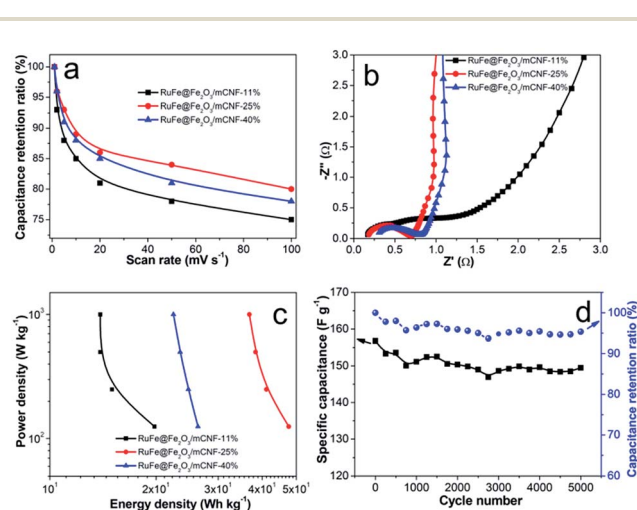 a
Capacitance retention ratio (%)
100
95
90
85
80
75
0 20 40 60 80 100
Scan rate (mV s⁻¹)
RuFe@Fe₂O₃/mCNF-11%
RuFe@Fe₂O₃/mCNF-25%
RuFe@Fe₂O₃/mCNF-40%
b
-Z'' (Ω)
3.0
2.5
2.0
1.5
1.0
0.5
0.0
0.0 0.5 1.0 1.5 2.0 2.5 3.0
Z' (Ω)
RuFe@Fe₂O₃/mCNF-11%
RuFe@Fe₂O₃/mCNF-25%
RuFe@Fe₂O₃/mCNF-40%
c
Power density (W kg⁻¹)
10³
10²
10¹ 2x10¹ 3x10¹ 4x10¹ 5x10¹
Energy density (Wh kg⁻¹)
RuFe@Fe₂O₃/mCNF-11%
RuFe@Fe₂O₃/mCNF-25%
RuFe@Fe₂O₃/mCNF-40%
d
Specific capacitance (F g⁻¹)
170
160
150
140
130
120
0 1000 2000 3000 4000 5000
Cycle number
100%
90%
80%
70%
60
Capacitance retention ratio (%)